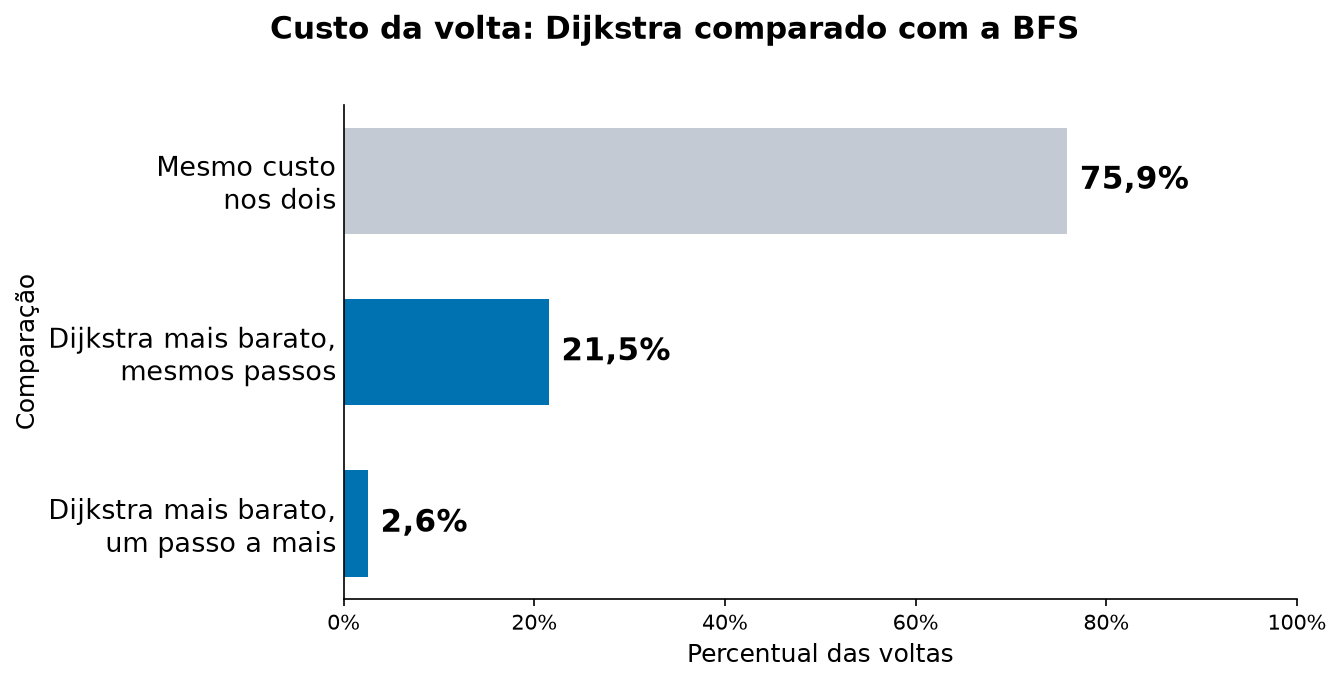 Custo da volta: Dijkstra comparado com a BFS
Comparação
Mesmo custo
nos dois
75,9%
Dijkstra mais barato,
mesmos passos
21,5%
Dijkstra mais barato,
um passo a mais
2,6%
0% 20% 40% 60% 80% 100%
Percentual das voltas